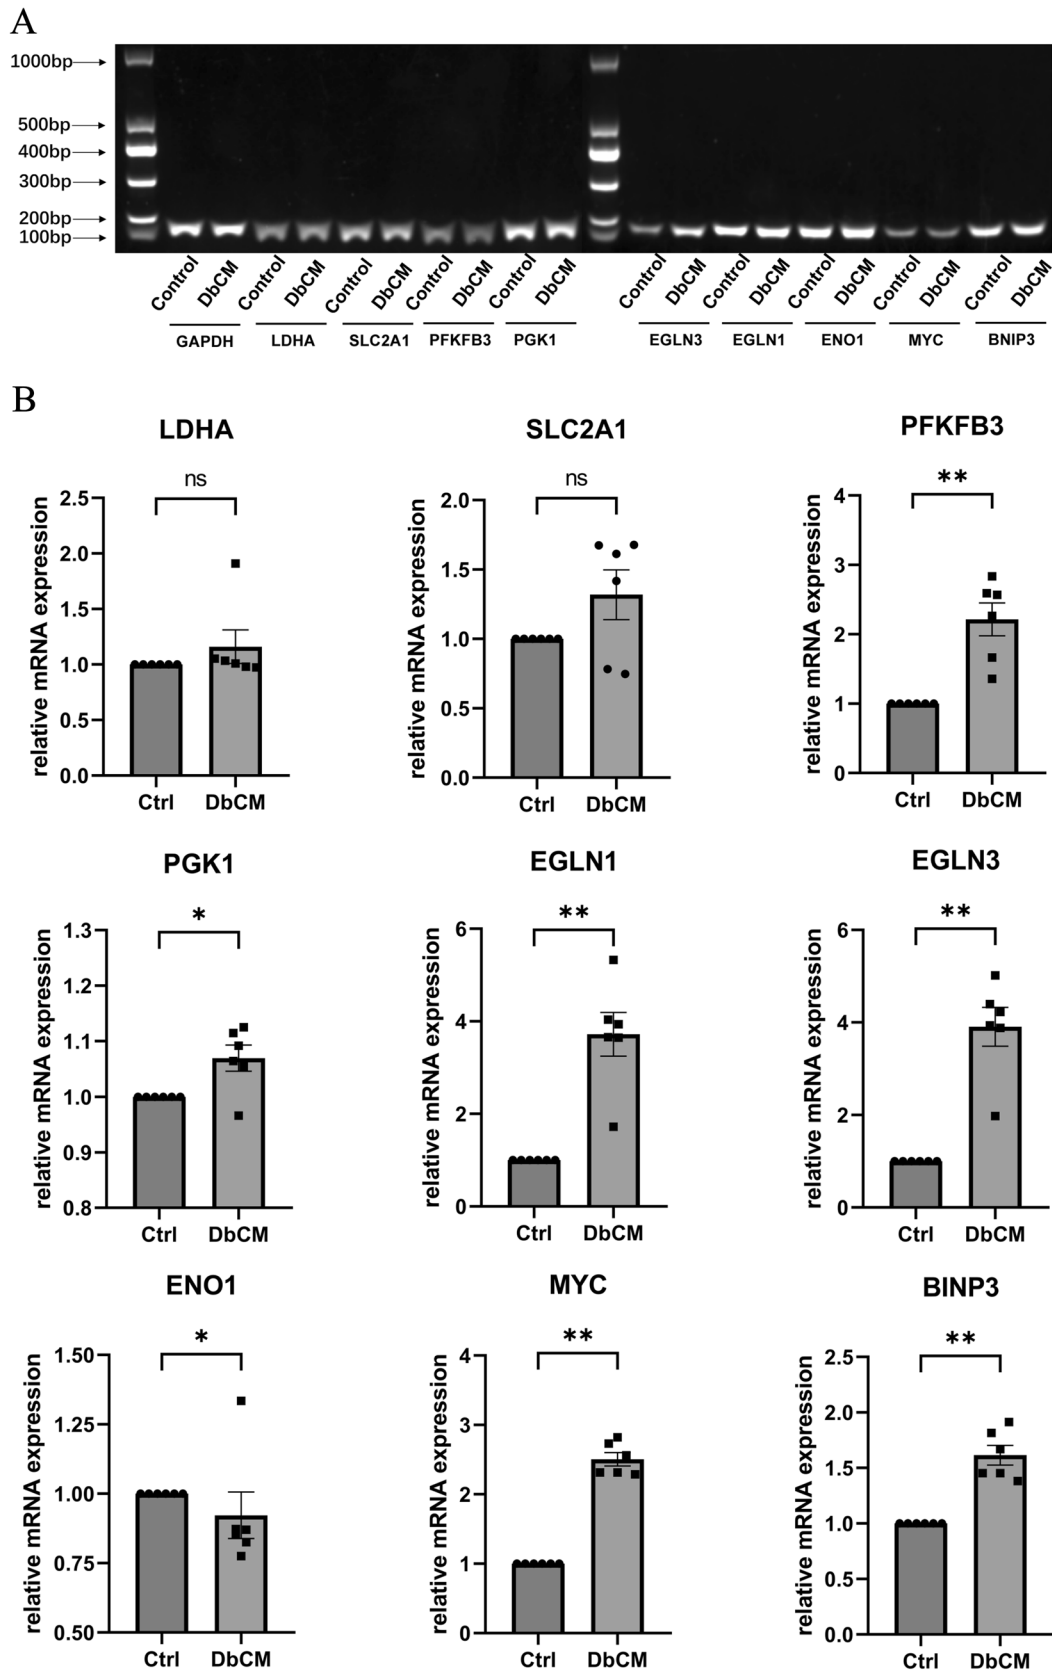 A
1000bp
500bp
400bp
300bp
200bp
100bp
Control DbCM Control DbCM Control DbCM Control DbCM Control DbCM Control DbCM Control DbCM Control DbCM Control DbCM Control DbCM
GAPDH LDHA SLC2A1 PFKFB3 PGK1 EGLN3 EGLN1 ENO1 MYC BNIP3
B
LDHA
ns
relative mRNA expression
2.5
2.0
1.5
1.0
0.5
0.0
Ctrl DbCM
SLC2A1
ns
relative mRNA expression
2.0
1.5
1.0
0.5
0.0
Ctrl DbCM
PFKFB3
**
relative mRNA expression
4
3
2
1
0
Ctrl DbCM
PGK1
*
relative mRNA expression
1.3
1.2
1.1
1.0
0.9
0.8
Ctrl DbCM
EGLN1
**
relative mRNA expression
6
4
2
0
Ctrl DbCM
EGLN3
**
relative mRNA expression
6
4
2
0
Ctrl DbCM
ENO1
*
relative mRNA expression
1.50
1.25
1.00
0.75
0.50
Ctrl DbCM
MYC
**
relative mRNA expression
4
3
2
1
0
Ctrl DbCM
BINP3
**
relative mRNA expression
2.5
2.0
1.5
1.0
0.5
0.0
Ctrl DbCM